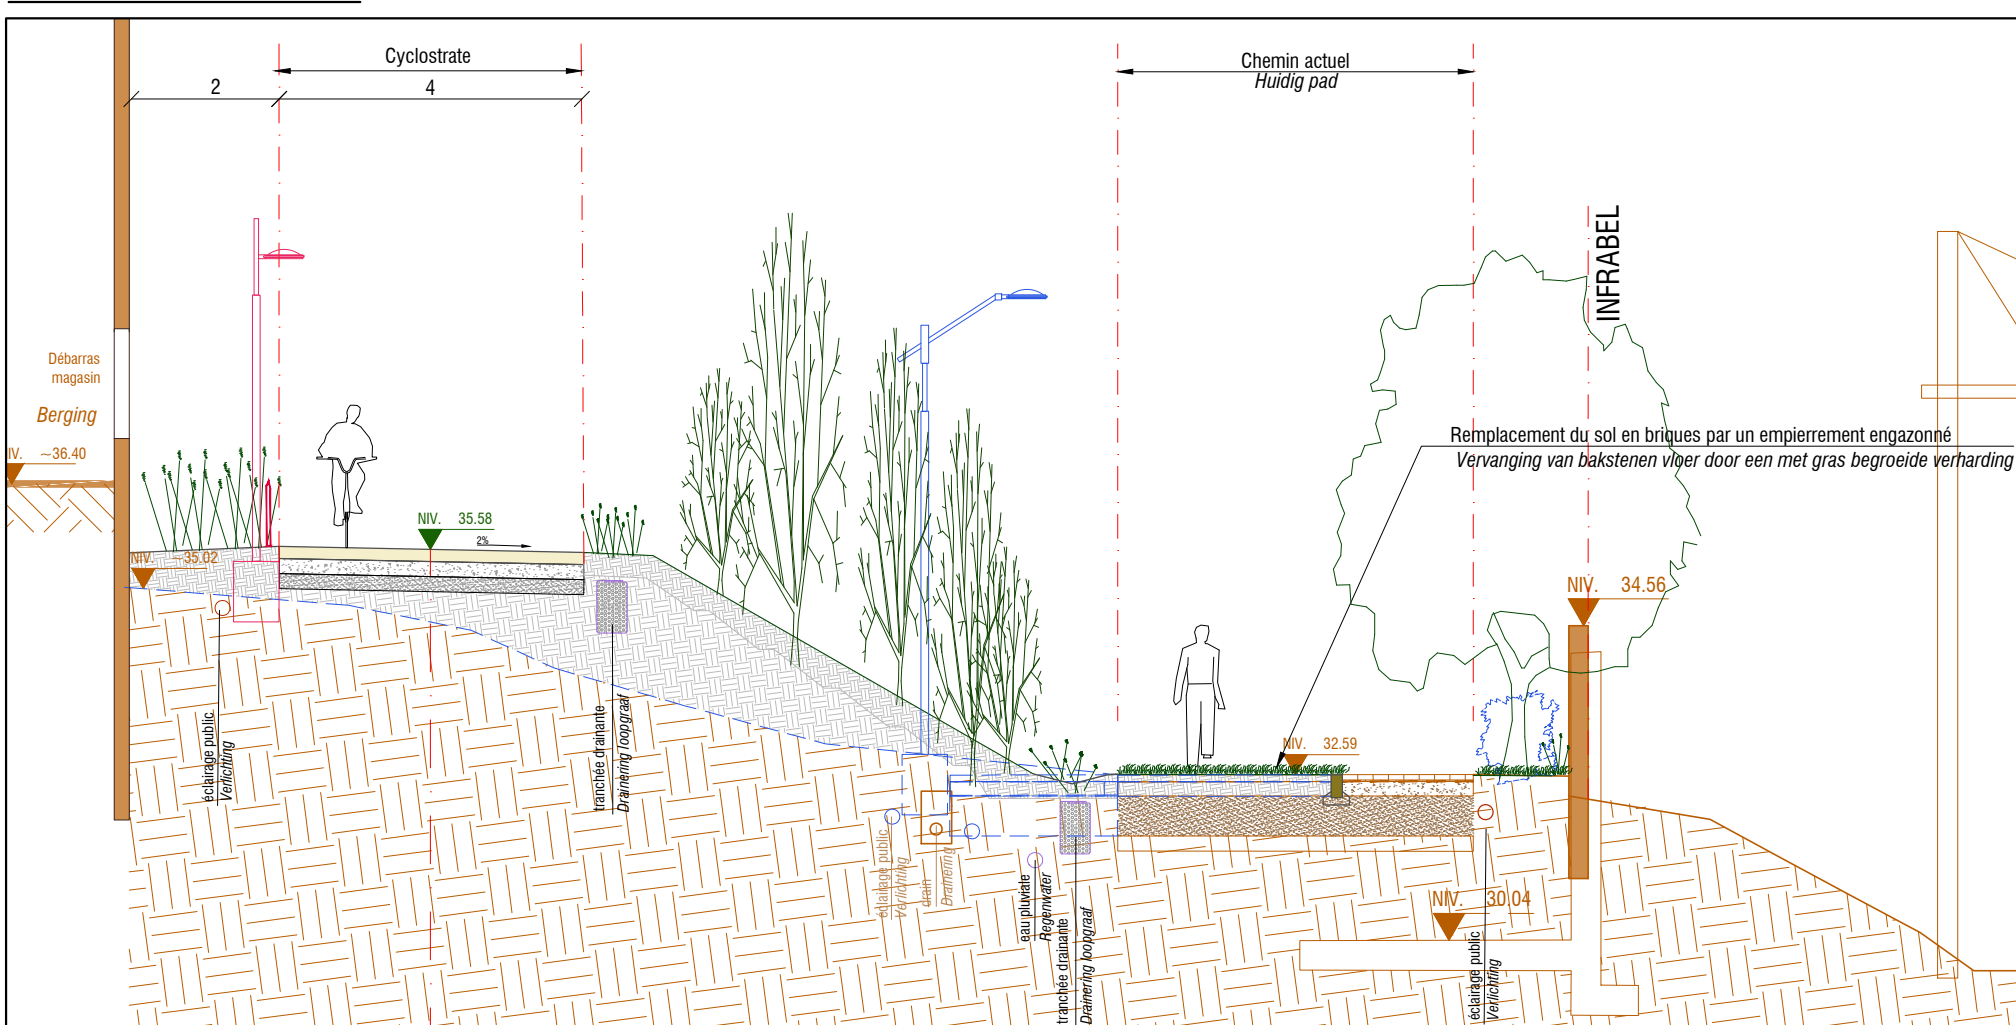 Cyclostrate
2
4
Chemin actuel
Huidig pad
INFRABEL
Débarras
magasin
Berging
IV. ~36.40
Remplacement du sol en briques par un empierrement engazonné
Vervanging van bakstenen vloer door een met gras begroeide verharding
NIV. 35.58
2%
NIV. ~35.02
NIV. 34.56
NIV. 32.59
NIV. 30.04
éclairage public
Verlichting
tranchée drainante
Drainering loopgraaf
éclairage public
Verlichting
drain
Drainering
eau pluviale
Regenwater
tranchée drainante
Drainering loopgraaf
éclairage public
Verlichting